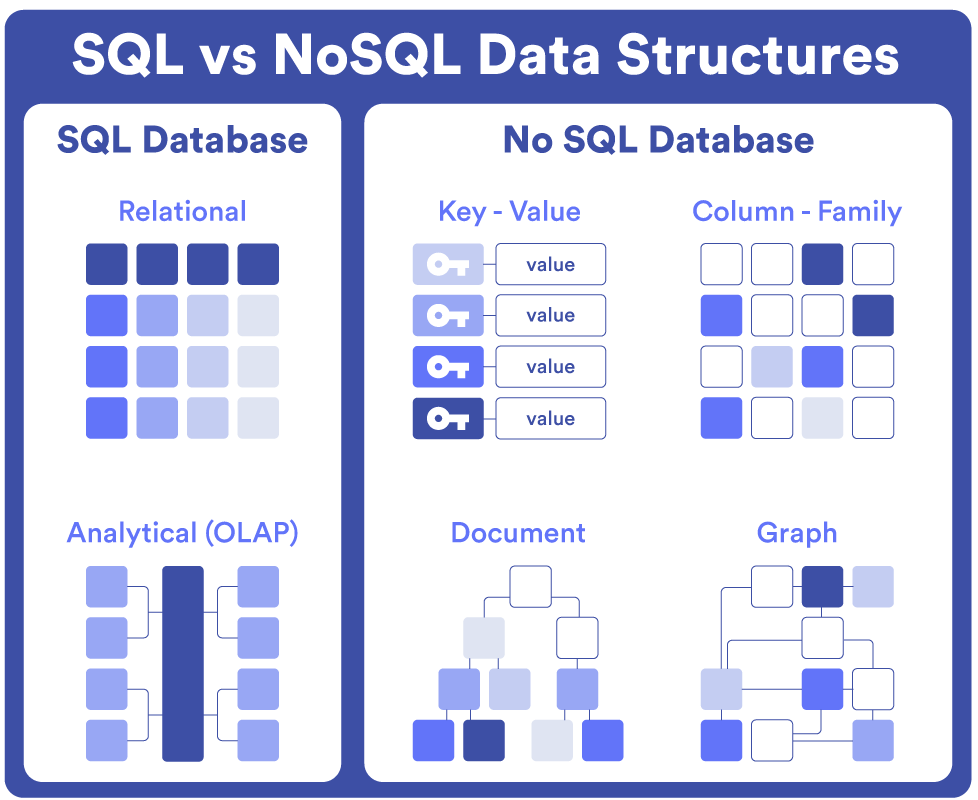 SQL vs NoSQL Data Structures
SQL Database
Relational
Analytical (OLAP)
No SQL Database
Key - Value
value
value
value
value
Column - Family
Document
Graph